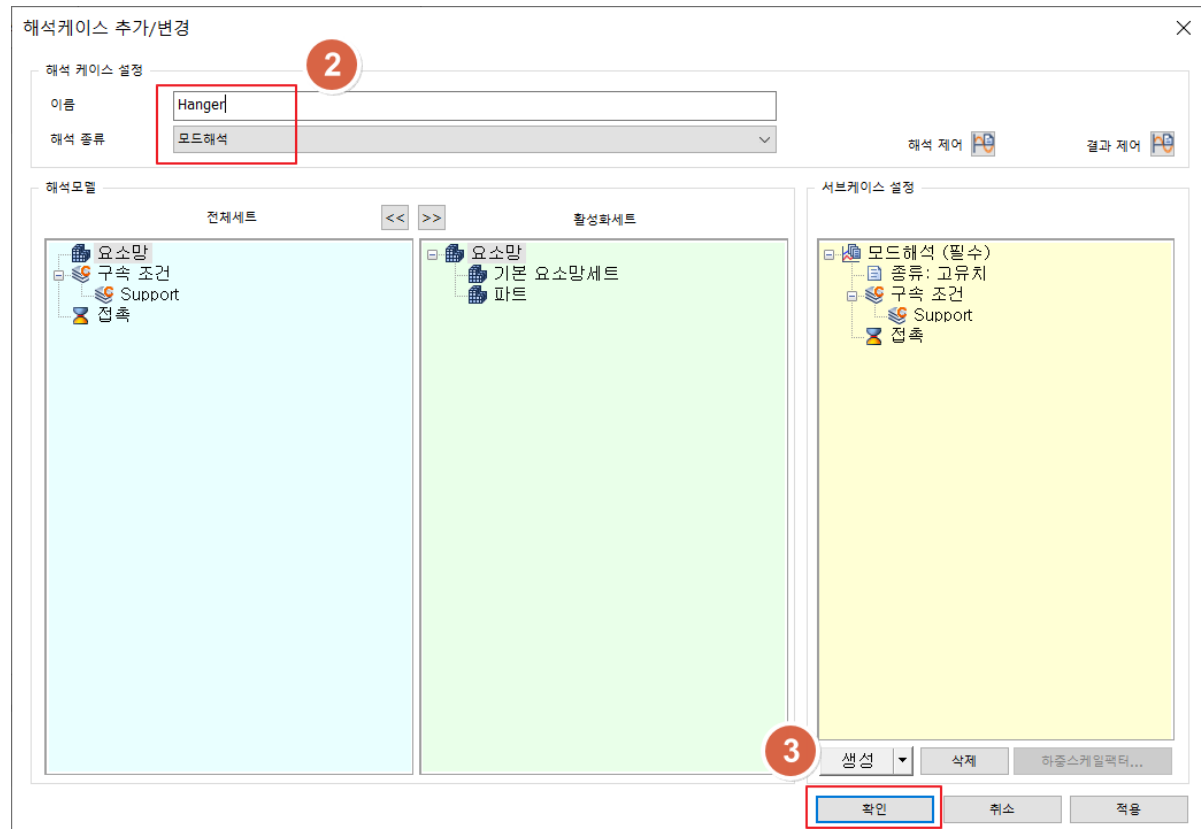 해석케이스 추가/변경
해석 케이스 설정
2
이름
Hanger
해석 종류
모드해석
해석 제어
결과 제어
해석모델
전체세트
<<
>>
활성화세트
요소망
구속 조건
Support
접촉
요소망
기본 요소망세트
파트
서브케이스 설정
모드해석 (필수)
종류: 고유치
구속 조건
Support
접촉
3
생성
삭제
하중스케일팩터...
확인
취소
적용